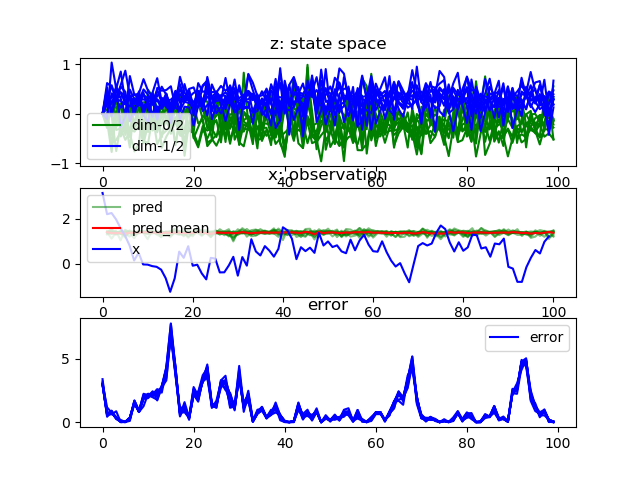 z: state space
1
0
−1
dim-0/2
dim-1/2
0 20 40 60 80 100
x: observation
2
0
pred
pred_mean
x
0 20 40 60 80 100
error
5
0
error
0 20 40 60 80 100